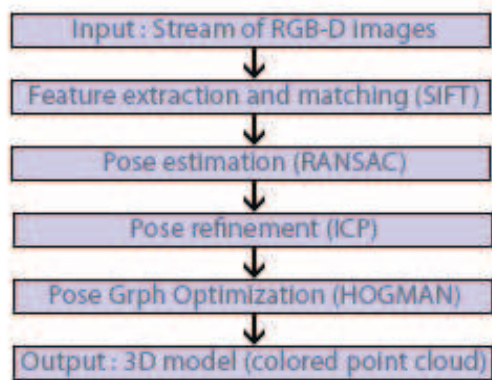 Input : Stream of RGB-D images
Feature extraction and matching (SIFT)
Pose estimation (RANSAC)
Pose refinement (ICP)
Pose Grph Optimization (HOGMAN)
Output : 3D model (colored point cloud)